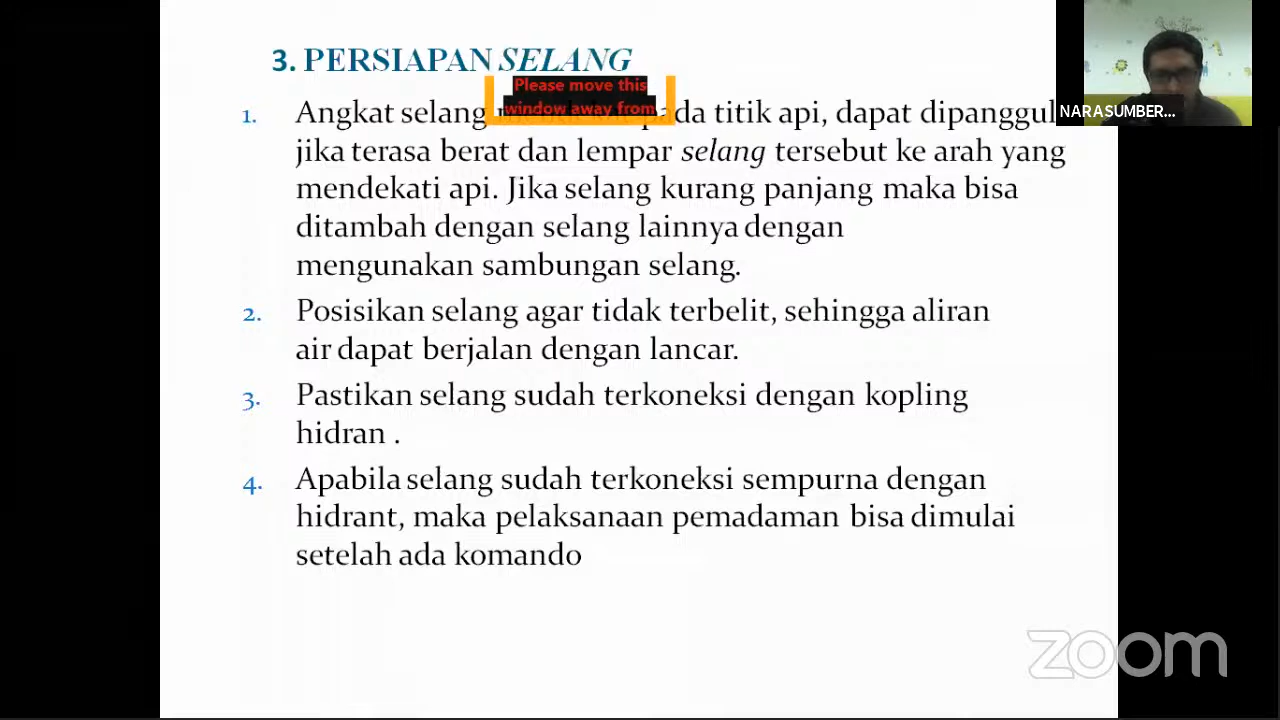 3. PERSIAPAN SELANG
Please move this
window away from
1. Angkat selang pada titik api, dapat dipanggul
jika terasa berat dan lempar selang tersebut ke arah yang
mendekati api. Jika selang kurang panjang maka bisa
ditambah dengan selang lainnya dengan
mengunakan sambungan selang.
2. Posisikan selang agar tidak terbelit, sehingga aliran
air dapat berjalan dengan lancar.
3. Pastikan selang sudah terkoneksi dengan kopling
hidran .
4. Apabila selang sudah terkoneksi sempurna dengan
hidrant, maka pelaksanaan pemadaman bisa dimulai
setelah ada komando
NARASUMBER...
zoom